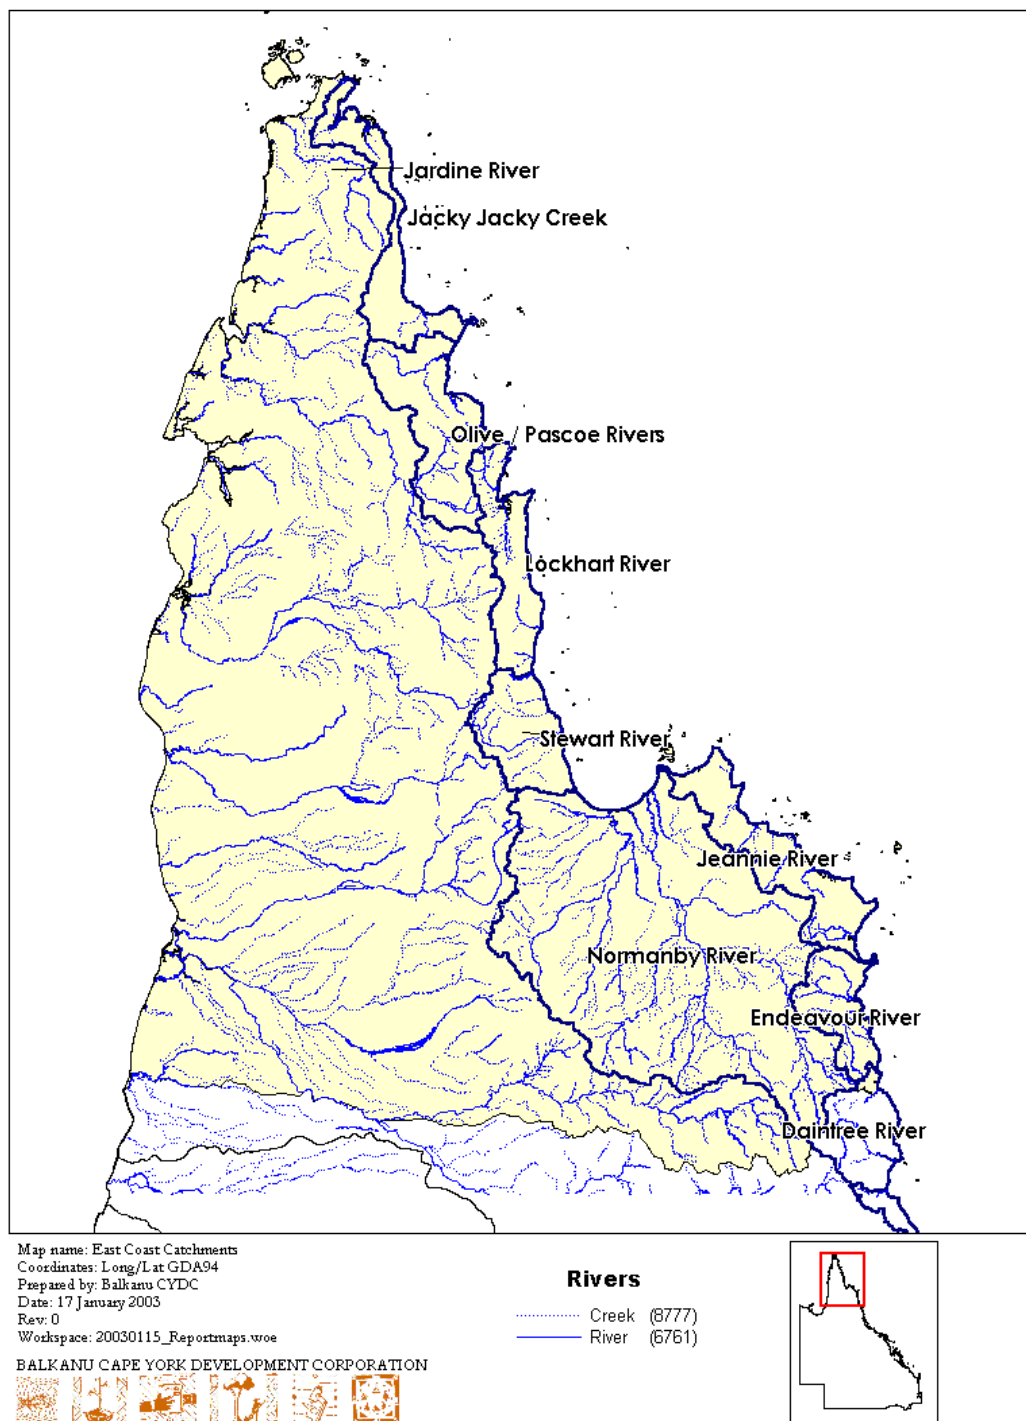 Jardine River
Jacky Jacky Creek
Olive / Pascoe Rivers
Lockhart River
Stewart River
Jeannie River
Normanby River
Endeavour River
Daintree River
Map name: East Coast Catchments
Coordinates: Long/Lat GDA94
Prepared by: Balkanu CYDC
Date: 17 January 2003
Rev: 0
Workspace: 20030115_Reportmaps.woe
BALKANU CAPE YORK DEVELOPMENT CORPORATION
Rivers
Creek (8777)
River (6761)